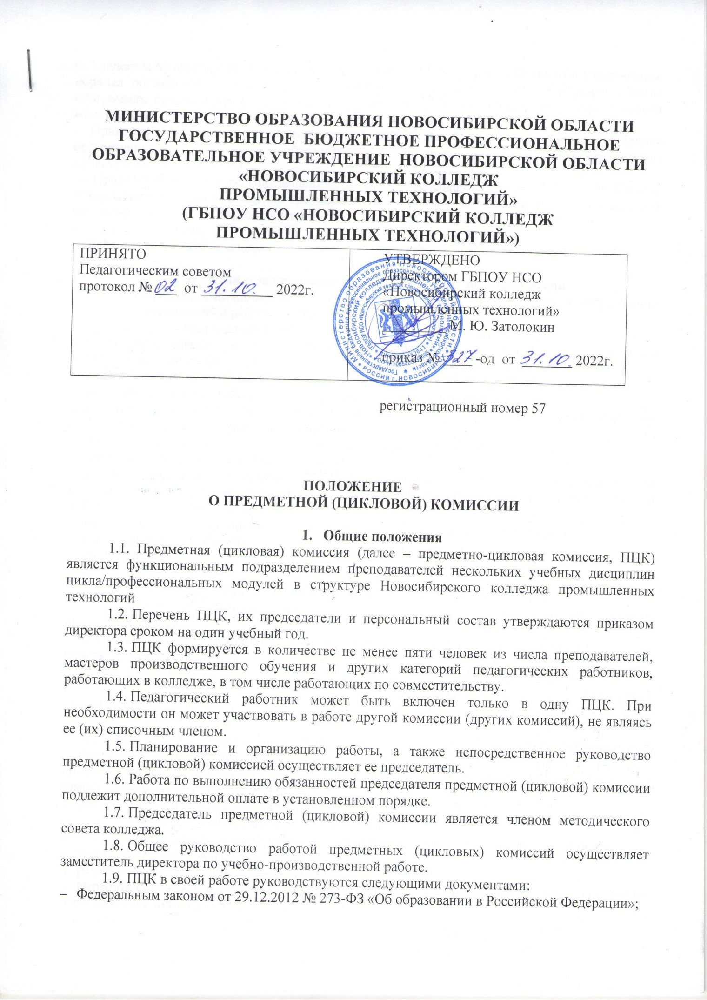 МИНИСТЕРСТВО ОБРАЗОВАНИЯ НОВОСИБИРСКОЙ ОБЛАСТИ
ГОСУДАРСТВЕННОЕ БЮДЖЕТНОЕ ПРОФЕССИОНАЛЬНОЕ
ОБРАЗОВАТЕЛЬНОЕ УЧРЕЖДЕНИЕ НОВОСИБИРСКОЙ ОБЛАСТИ
«НОВОСИБИРСКИЙ КОЛЛЕДЖ
ПРОМЫШЛЕННЫХ ТЕХНОЛОГИЙ»
(ГБПОУ НСО «НОВОСИБИРСКИЙ КОЛЛЕДЖ
ПРОМЫШЛЕННЫХ ТЕХНОЛОГИЙ»)
ПРИНЯТО
Педагогическим советом
протокол № 02 от 31.10. 2022г.
УТВЕРЖДЕНО
Директором ГБПОУ НСО
«Новосибирский колледж
промышленных технологий»
М. Ю. Затолокин
приказ № 327 -од от 31.10. 2022г.
Министерство образования Новосибирской области
РОССИЯ г.НОВОСИБИРСК
регистрационный номер 57
ПОЛОЖЕНИЕ
О ПРЕДМЕТНОЙ (ЦИКЛОВОЙ) КОМИССИИ
1. Общие положения
1.1. Предметная (цикловая) комиссия (далее – предметно-цикловая комиссия, ПЦК)
является функциональным подразделением преподавателей нескольких учебных дисциплин
цикла/профессиональных модулей в структуре Новосибирского колледжа промышленных
технологий
1.2. Перечень ПЦК, их председатели и персональный состав утверждаются приказом
директора сроком на один учебный год.
1.3. ПЦК формируется в количестве не менее пяти человек из числа преподавателей,
мастеров производственного обучения и других категорий педагогических работников,
работающих в колледже, в том числе работающих по совместительству.
1.4. Педагогический работник может быть включен только в одну ПЦК. При
необходимости он может участвовать в работе другой комиссии (других комиссий), не являясь
ее (их) списочным членом.
1.5. Планирование и организацию работы, а также непосредственное руководство
предметной (цикловой) комиссией осуществляет ее председатель.
1.6. Работа по выполнению обязанностей председателя предметной (цикловой) комиссии
подлежит дополнительной оплате в установленном порядке.
1.7. Председатель предметной (цикловой) комиссии является членом методического
совета колледжа.
1.8. Общее руководство работой предметных (цикловых) комиссий осуществляет
заместитель директора по учебно-производственной работе.
1.9. ПЦК в своей работе руководствуются следующими документами:
– Федеральным законом от 29.12.2012 № 273-ФЗ «Об образовании в Российской Федерации»;